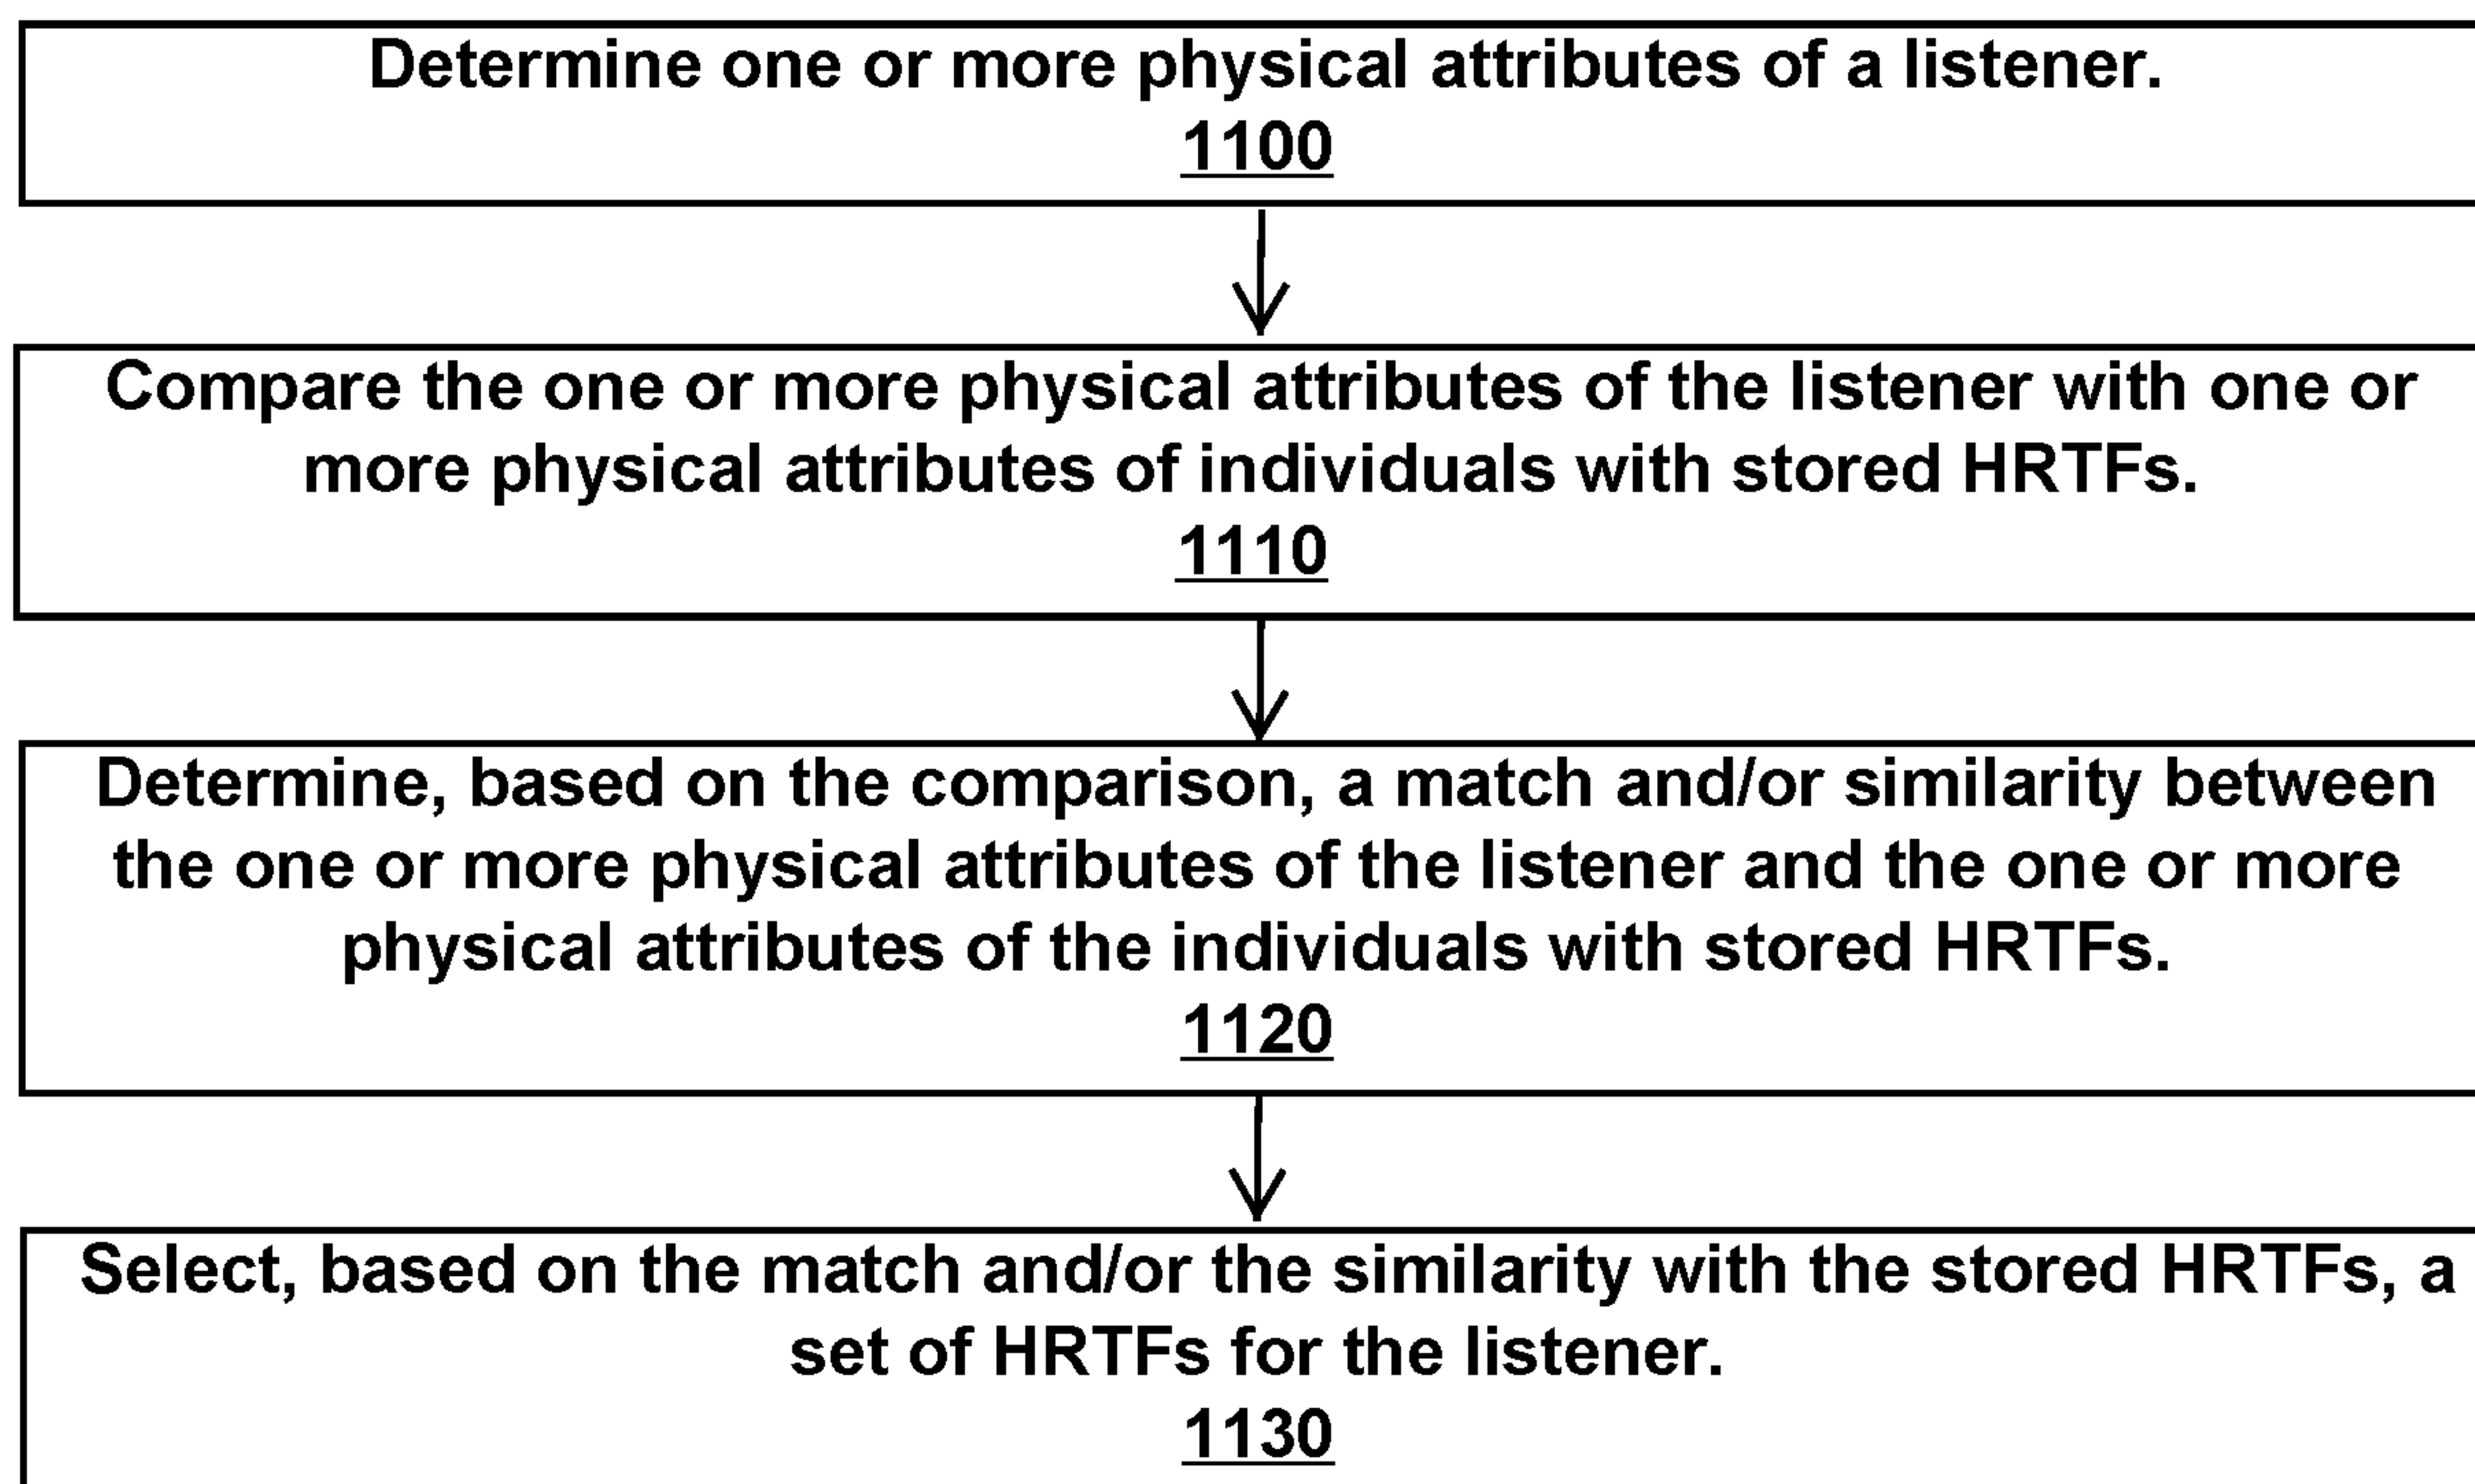 Determine one or more physical attributes of a listener.
1100
Compare the one or more physical attributes of the listener with one or
more physical attributes of individuals with stored HRTFs.
1110
Determine, based on the comparison, a match and/or similarity between
the one or more physical attributes of the listener and the one or more
physical attributes of the individuals with stored HRTFs.
1120
Select, based on the match and/or the similarity with the stored HRTFs, a
set of HRTFs for the listener.
1130